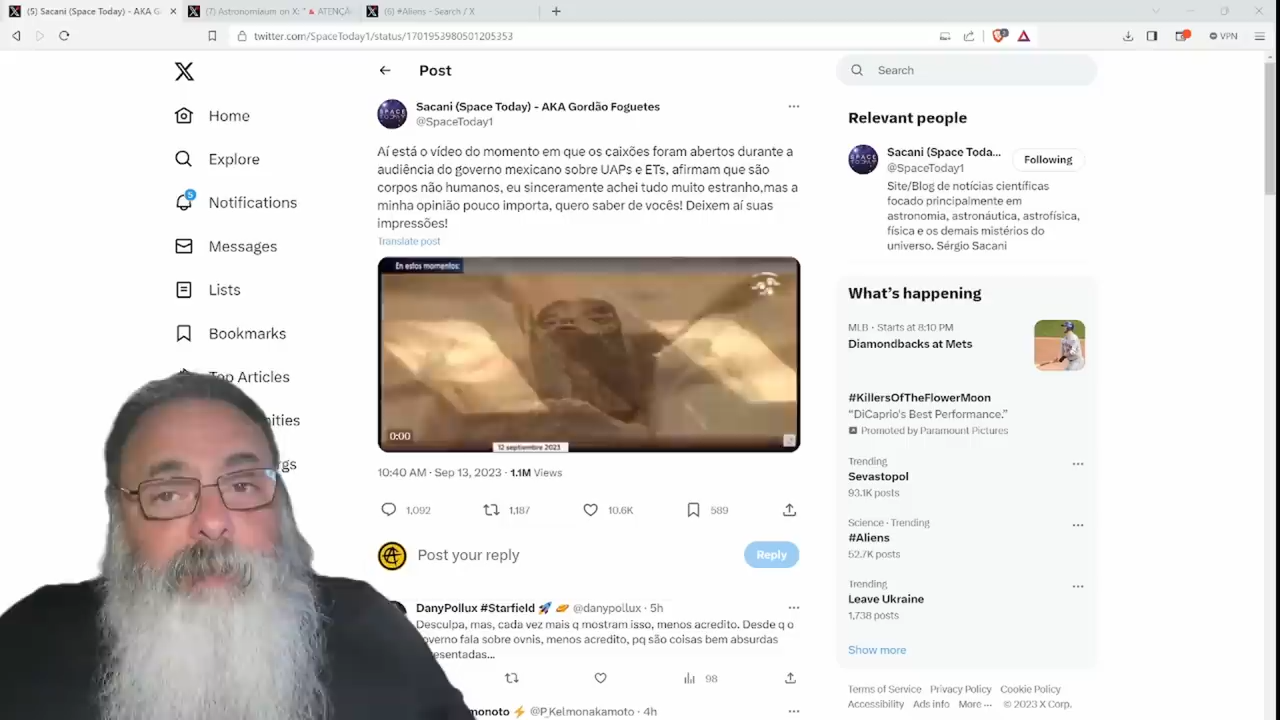 (5) Sacani (Space Today) - AKA G
(7) Astronomiaum on X: "
ATENÇÃ
(6) #Aliens - Search / X
twitter.com/SpaceToday1/status/1701953980501205353
VPN
Home
Explore
5
Notifications
Messages
Lists
Bookmarks
Top Articles
Post
Sacani (Space Today) - AKA Gordão Foguetes
@SpaceToday1
Aí está o vídeo do momento em que os caixões foram abertos durante a
audiência do governo mexicano sobre UAPs e ETs, afirmam que são
corpos não humanos, eu sinceramente achei tudo muito estranho,mas a
minha opinião pouco importa, quero saber de vocês! Deixem aí suas
impressões!
Translate post
En estos momentos:
0:00
12 septiembre 2023
10:40 AM · Sep 13, 2023 · 1.1M Views
1,092
1,187
10.6K
589
Post your reply
Reply
DanyPollux #Starfield 🚀 @danypollux · 5h
Desculpa, mas, cada vez mais q mostram isso, menos acredito. Desde q o
overno fala sobre ovnis, menos acredito, pq são coisas bem absurdas
esentadas...
98
monoto ⚡ @P_Kelmonakamoto · 4h
Search
Relevant people
Sacani (Space Toda...
@SpaceToday1
Following
Site/Blog de notícias científicas
focado principalmente em
astronomia, astronáutica, astrofísica,
física e os demais mistérios do
universo. Sérgio Sacani
What's happening
MLB · Starts at 8:10 PM
Diamondbacks at Mets
#KillersOfTheFlowerMoon
"DiCaprio's Best Performance."
Promoted by Paramount Pictures
Trending
Sevastopol
93.1K posts
Science · Trending
#Aliens
52.7K posts
Trending
Leave Ukraine
1,738 posts
Show more
Terms of Service Privacy Policy Cookie Policy
Accessibility Ads info More ··· © 2023 X Corp.